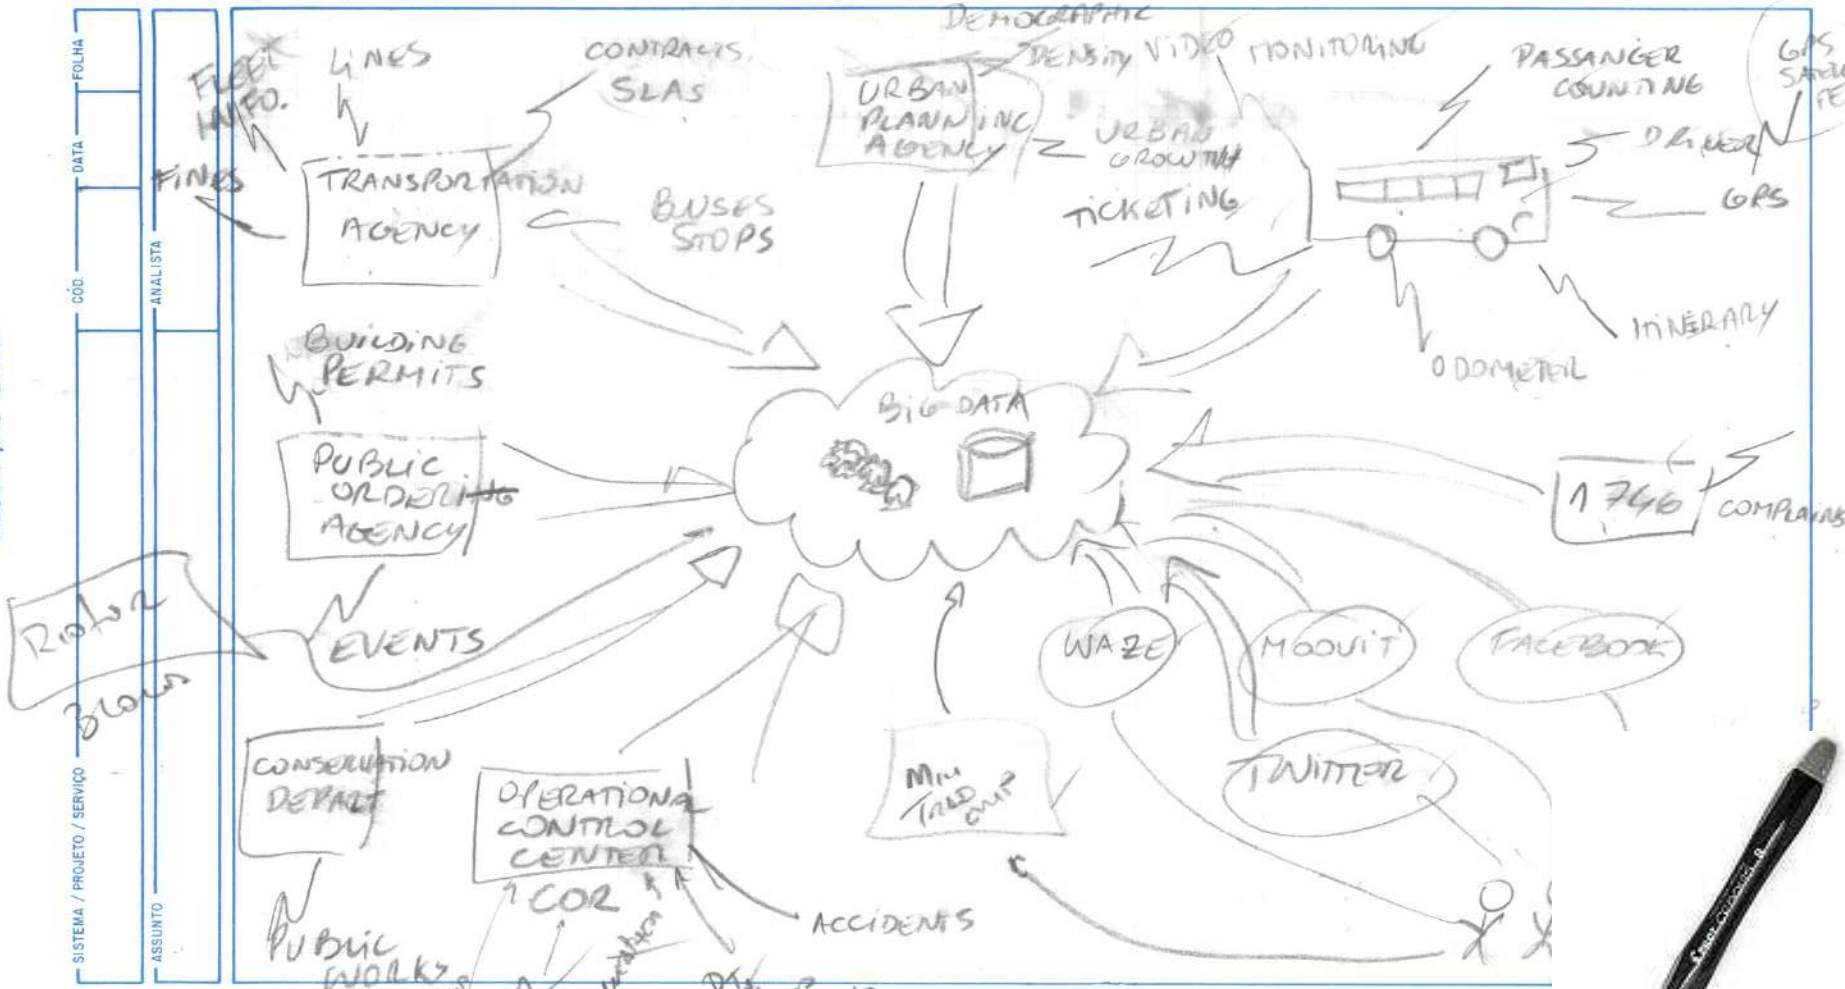 FOLHA
DATA
CÓD.
SISTEMA / PROJETO / SERVIÇO
ANALISTA
ASSUNTO
FLEET
INFO.
LINES
CONTRACTS.
SLAS
FINES
TRANSPORTATION
AGENCY
BUSES
STOPS
DEMOGRAPHIC
DENSITY
URBAN
PLANNING
AGENCY
URBAN
GROWTH
VIDEO MONITORING
PASSANGER
COUNTING
GPS
DRIVER
GPS
TICKETING
ITINERARY
ODOMETER
BUILDING
PERMITS
PUBLIC
ORDERING
AGENCY
EVENTS
BIG DATA
1746
COMPLAINS
WAZE
MOOVIT
FACEBOOK
TWITTER
CONSERVATION
DEPART
PUBLIC
WORKS
OPERATIONAL
CONTROL
CENTER
COR
ACCIDENTS
weather